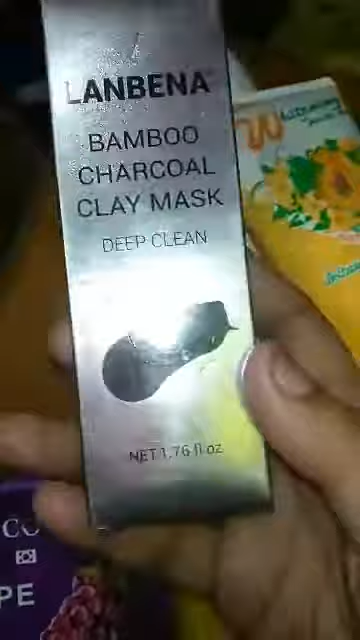 LANBENA
BAMBOO
CHARCOAL
CLAY MASK
DEEP CLEAN
NET 1.76 fl oz
CO
PE